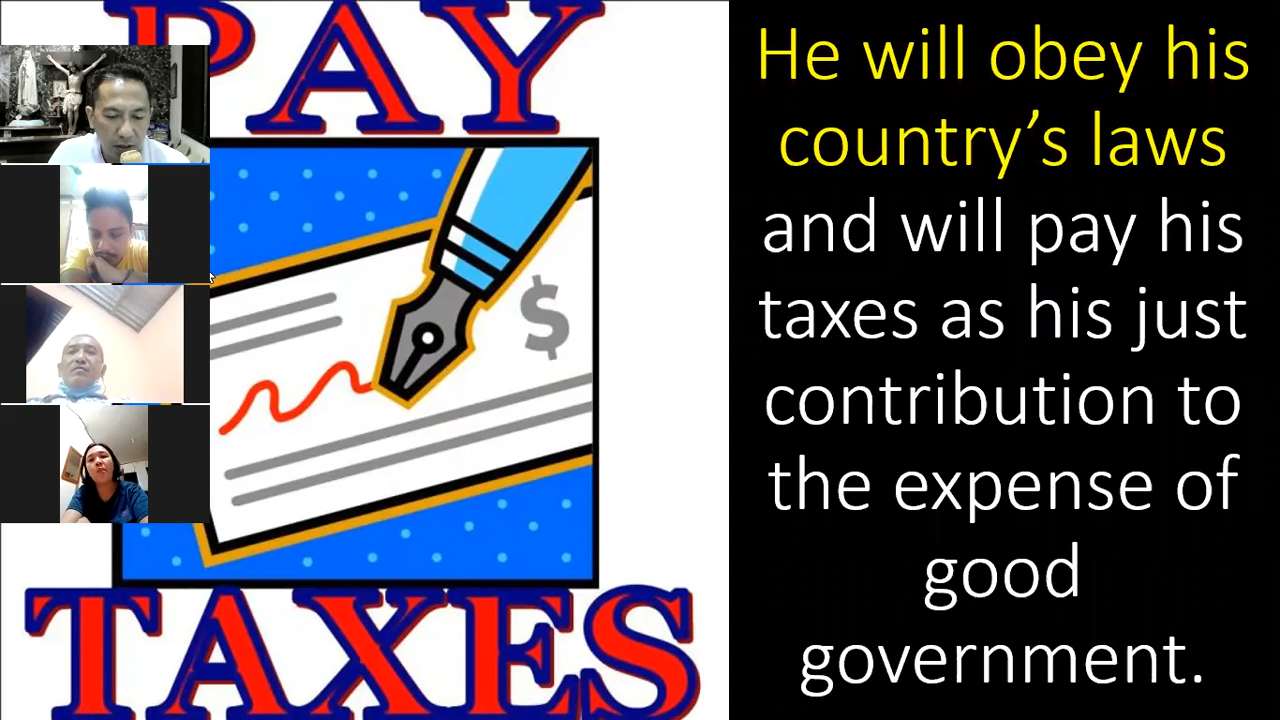 PAY
TAXES
$
He will obey his
country’s laws
and will pay his
taxes as his just
contribution to
the expense of
good
government.